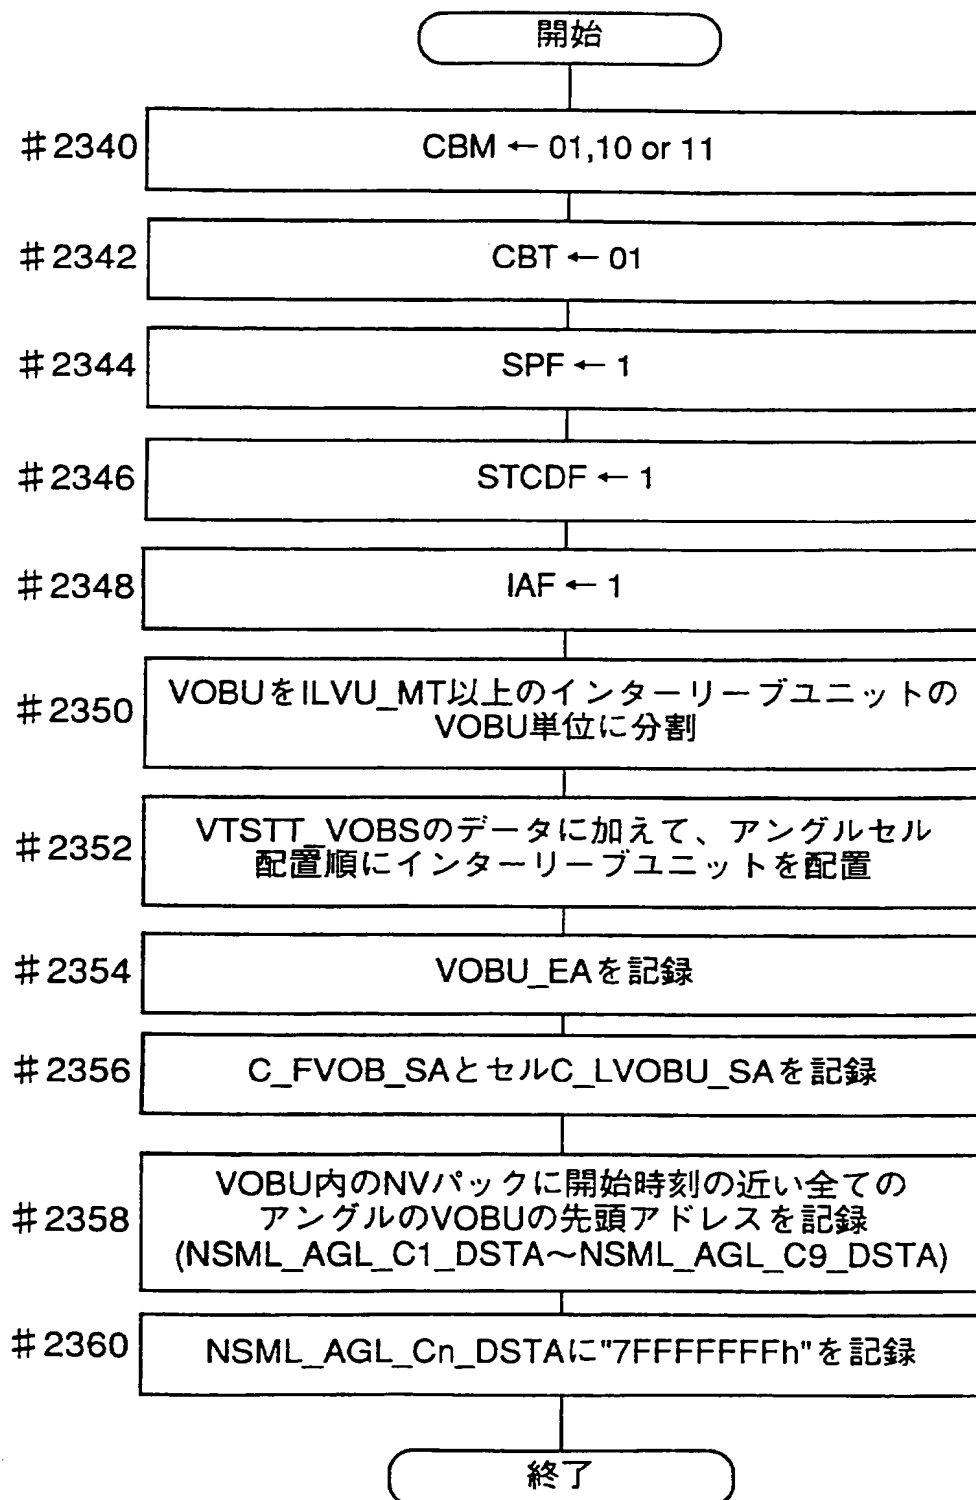 開始
#2340 CBM ← 01,10 or 11
#2342 CBT ← 01
#2344 SPF ← 1
#2346 STCDF ← 1
#2348 IAF ← 1
#2350
VOBUをILVU_MT以上のインターリーブユニットの
VOBU単位に分割
#2352
VTSTT_VOBSのデータに加えて、アングルセル
配置順にインターリーブユニットを配置
#2354 VOBU_EAを記録
#2356 C_FVOB_SAとセルC_LVOBU_SAを記録
#2358
VOBU内のNVパックに開始時刻の近い全ての
アングルのVOBUの先頭アドレスを記録
(NSML_AGL_C1_DSTA～NSML_AGL_C9_DSTA)
#2360 NSML_AGL_Cn_DSTAに"7FFFFFFFh"を記録
終了